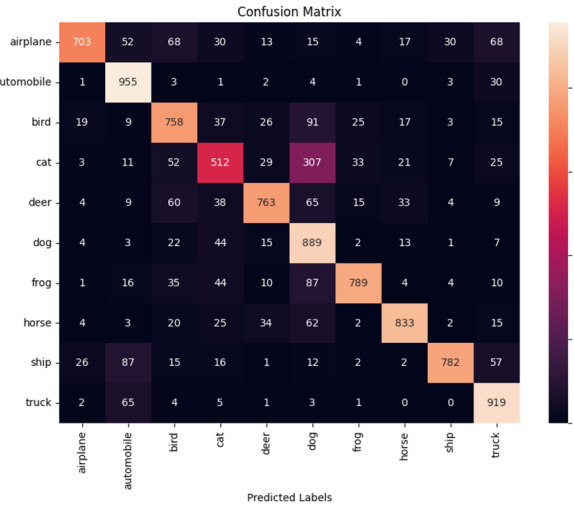 Confusion Matrix
airplane 703 52 68 30 13 15 4 17 30 68
utomobile 1 955 3 1 2 4 1 0 3 30
bird 19 9 758 37 26 91 25 17 3 15
cat 3 11 52 512 29 307 33 21 7 25
deer 4 9 60 38 763 65 15 33 4 9
dog 4 3 22 44 15 889 2 13 1 7
frog 1 16 35 44 10 87 789 4 4 10
horse 4 3 20 25 34 62 2 833 2 15
ship 26 87 15 16 1 12 2 2 782 57
truck 2 65 4 5 1 3 1 0 0 919
airplane automobile bird cat deer dog frog horse ship truck
Predicted Labels